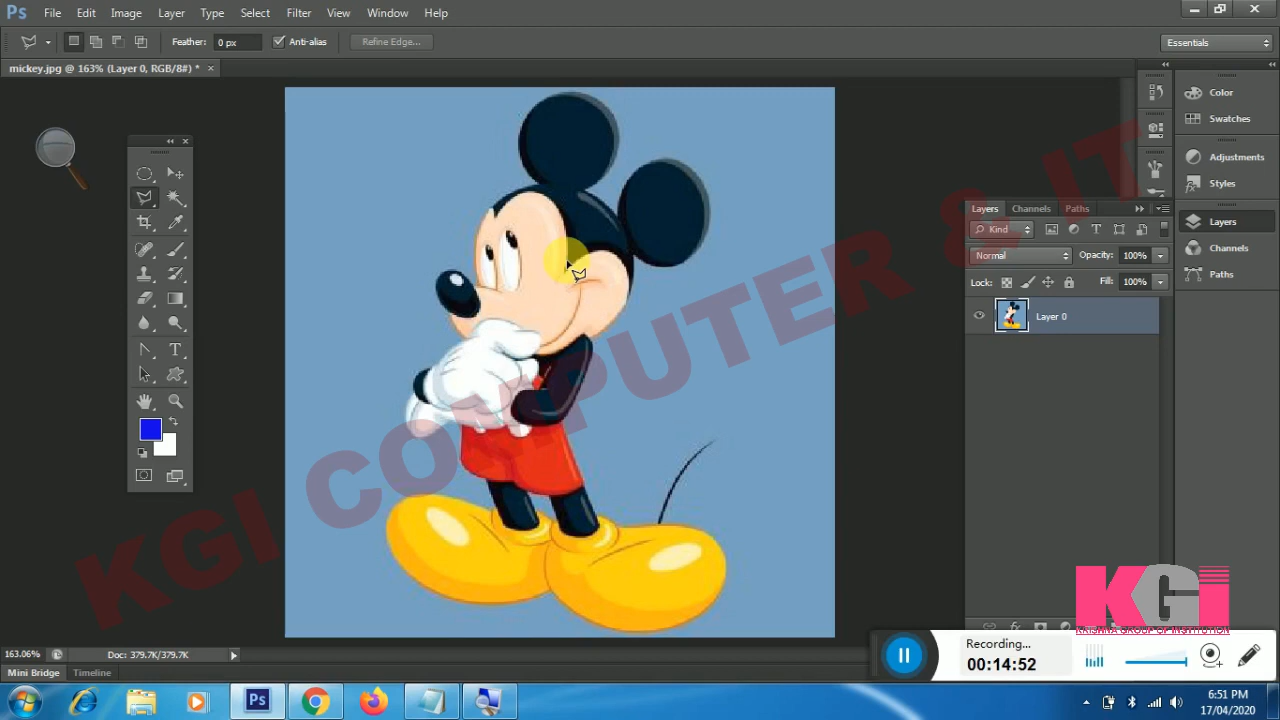 Ps File Edit Image Layer Type Select Filter View Window Help
Feather: 0 px Anti-alias Refine Edge... Essentials
mickey.jpg @ 163% (Layer 0, RGB/8#) * ×
Color
Swatches
Adjustments
Styles
Layers
Channels
Paths
Layers Channels Paths
Kind
Normal Opacity: 100%
Lock: Fill: 100%
Layer 0
KGI COMPUTER & IT
KGI
KRISHNA GROUP OF INSTITUTION
Recording...
00:14:52
163.06% Doc: 379.7K/379.7K
Mini Bridge Timeline
Ps
6:51 PM
17/04/2020